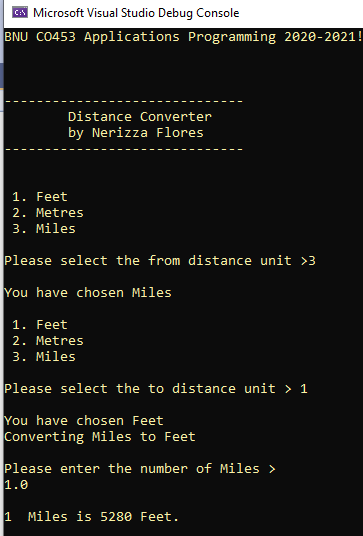 Microsoft Visual Studio Debug Console
BNU CO453 Applications Programming 2020-2021!
------------------------------
Distance Converter
by Nerizza Flores
------------------------------
1. Feet
2. Metres
3. Miles
Please select the from distance unit >3
You have chosen Miles
1. Feet
2. Metres
3. Miles
Please select the to distance unit > 1
You have chosen Feet
Converting Miles to Feet
Please enter the number of Miles >
1.0
1  Miles is 5280 Feet.